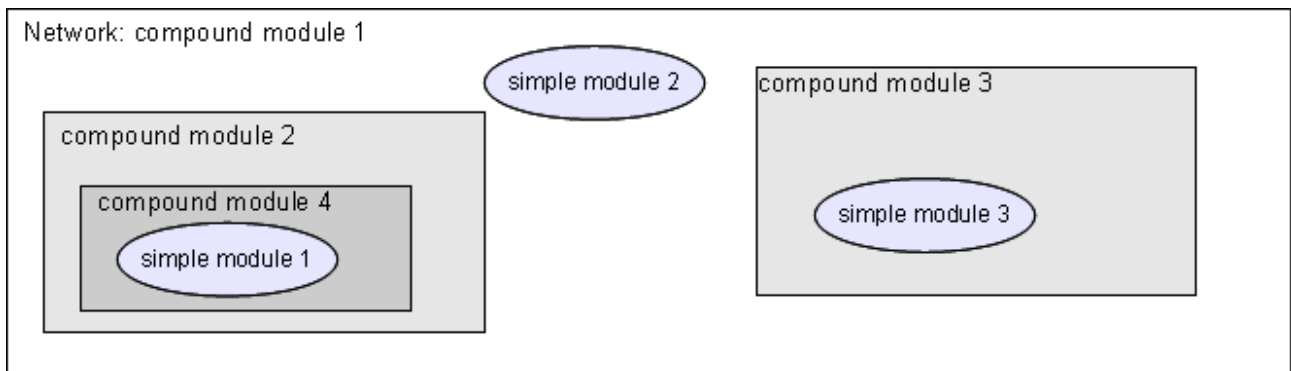 Network: compound module 1
simple module 2
compound module 3
compound module 2
compound module 4
simple module 3
simple module 1